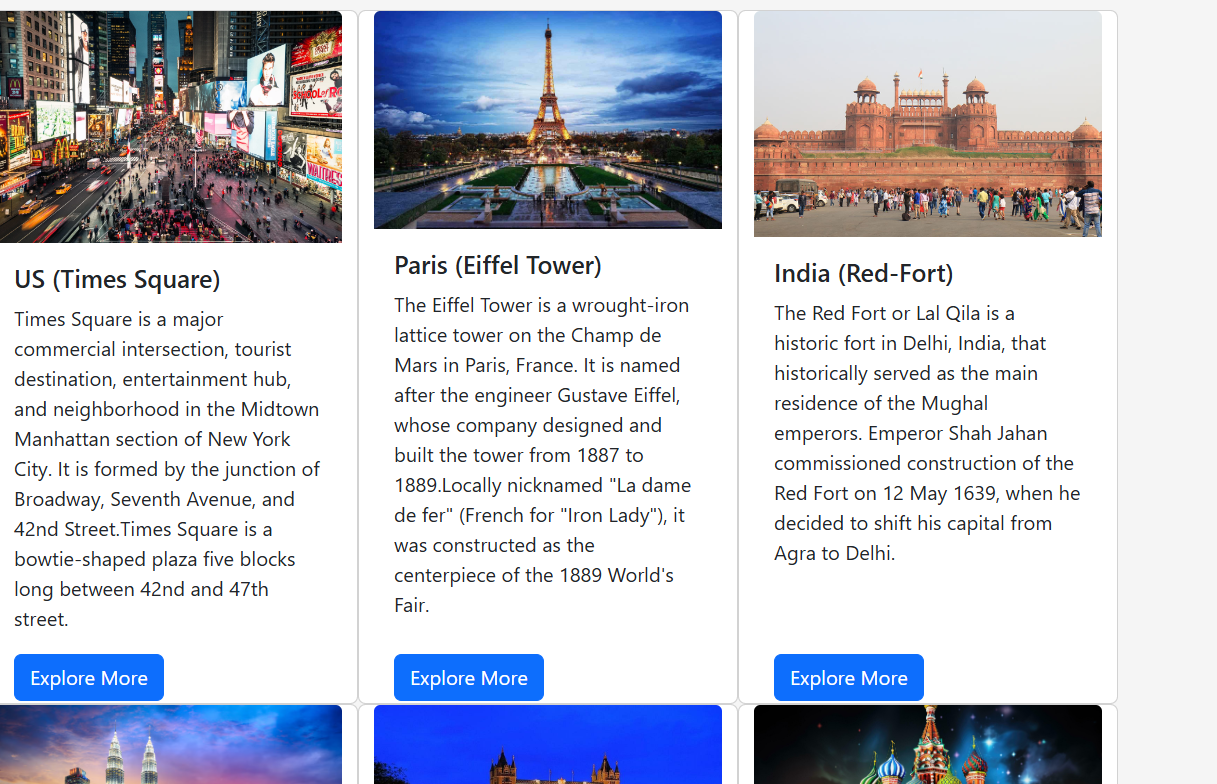 US (Times Square)
Times Square is a major
commercial intersection, tourist
destination, entertainment hub,
and neighborhood in the Midtown
Manhattan section of New York
City. It is formed by the junction of
Broadway, Seventh Avenue, and
42nd Street.Times Square is a
bowtie-shaped plaza five blocks
long between 42nd and 47th
street.
Explore More
Paris (Eiffel Tower)
The Eiffel Tower is a wrought-iron
lattice tower on the Champ de
Mars in Paris, France. It is named
after the engineer Gustave Eiffel,
whose company designed and
built the tower from 1887 to
1889.Locally nicknamed "La dame
de fer" (French for "Iron Lady"), it
was constructed as the
centerpiece of the 1889 World's
Fair.
Explore More
India (Red-Fort)
The Red Fort or Lal Qila is a
historic fort in Delhi, India, that
historically served as the main
residence of the Mughal
emperors. Emperor Shah Jahan
commissioned construction of the
Red Fort on 12 May 1639, when he
decided to shift his capital from
Agra to Delhi.
Explore More